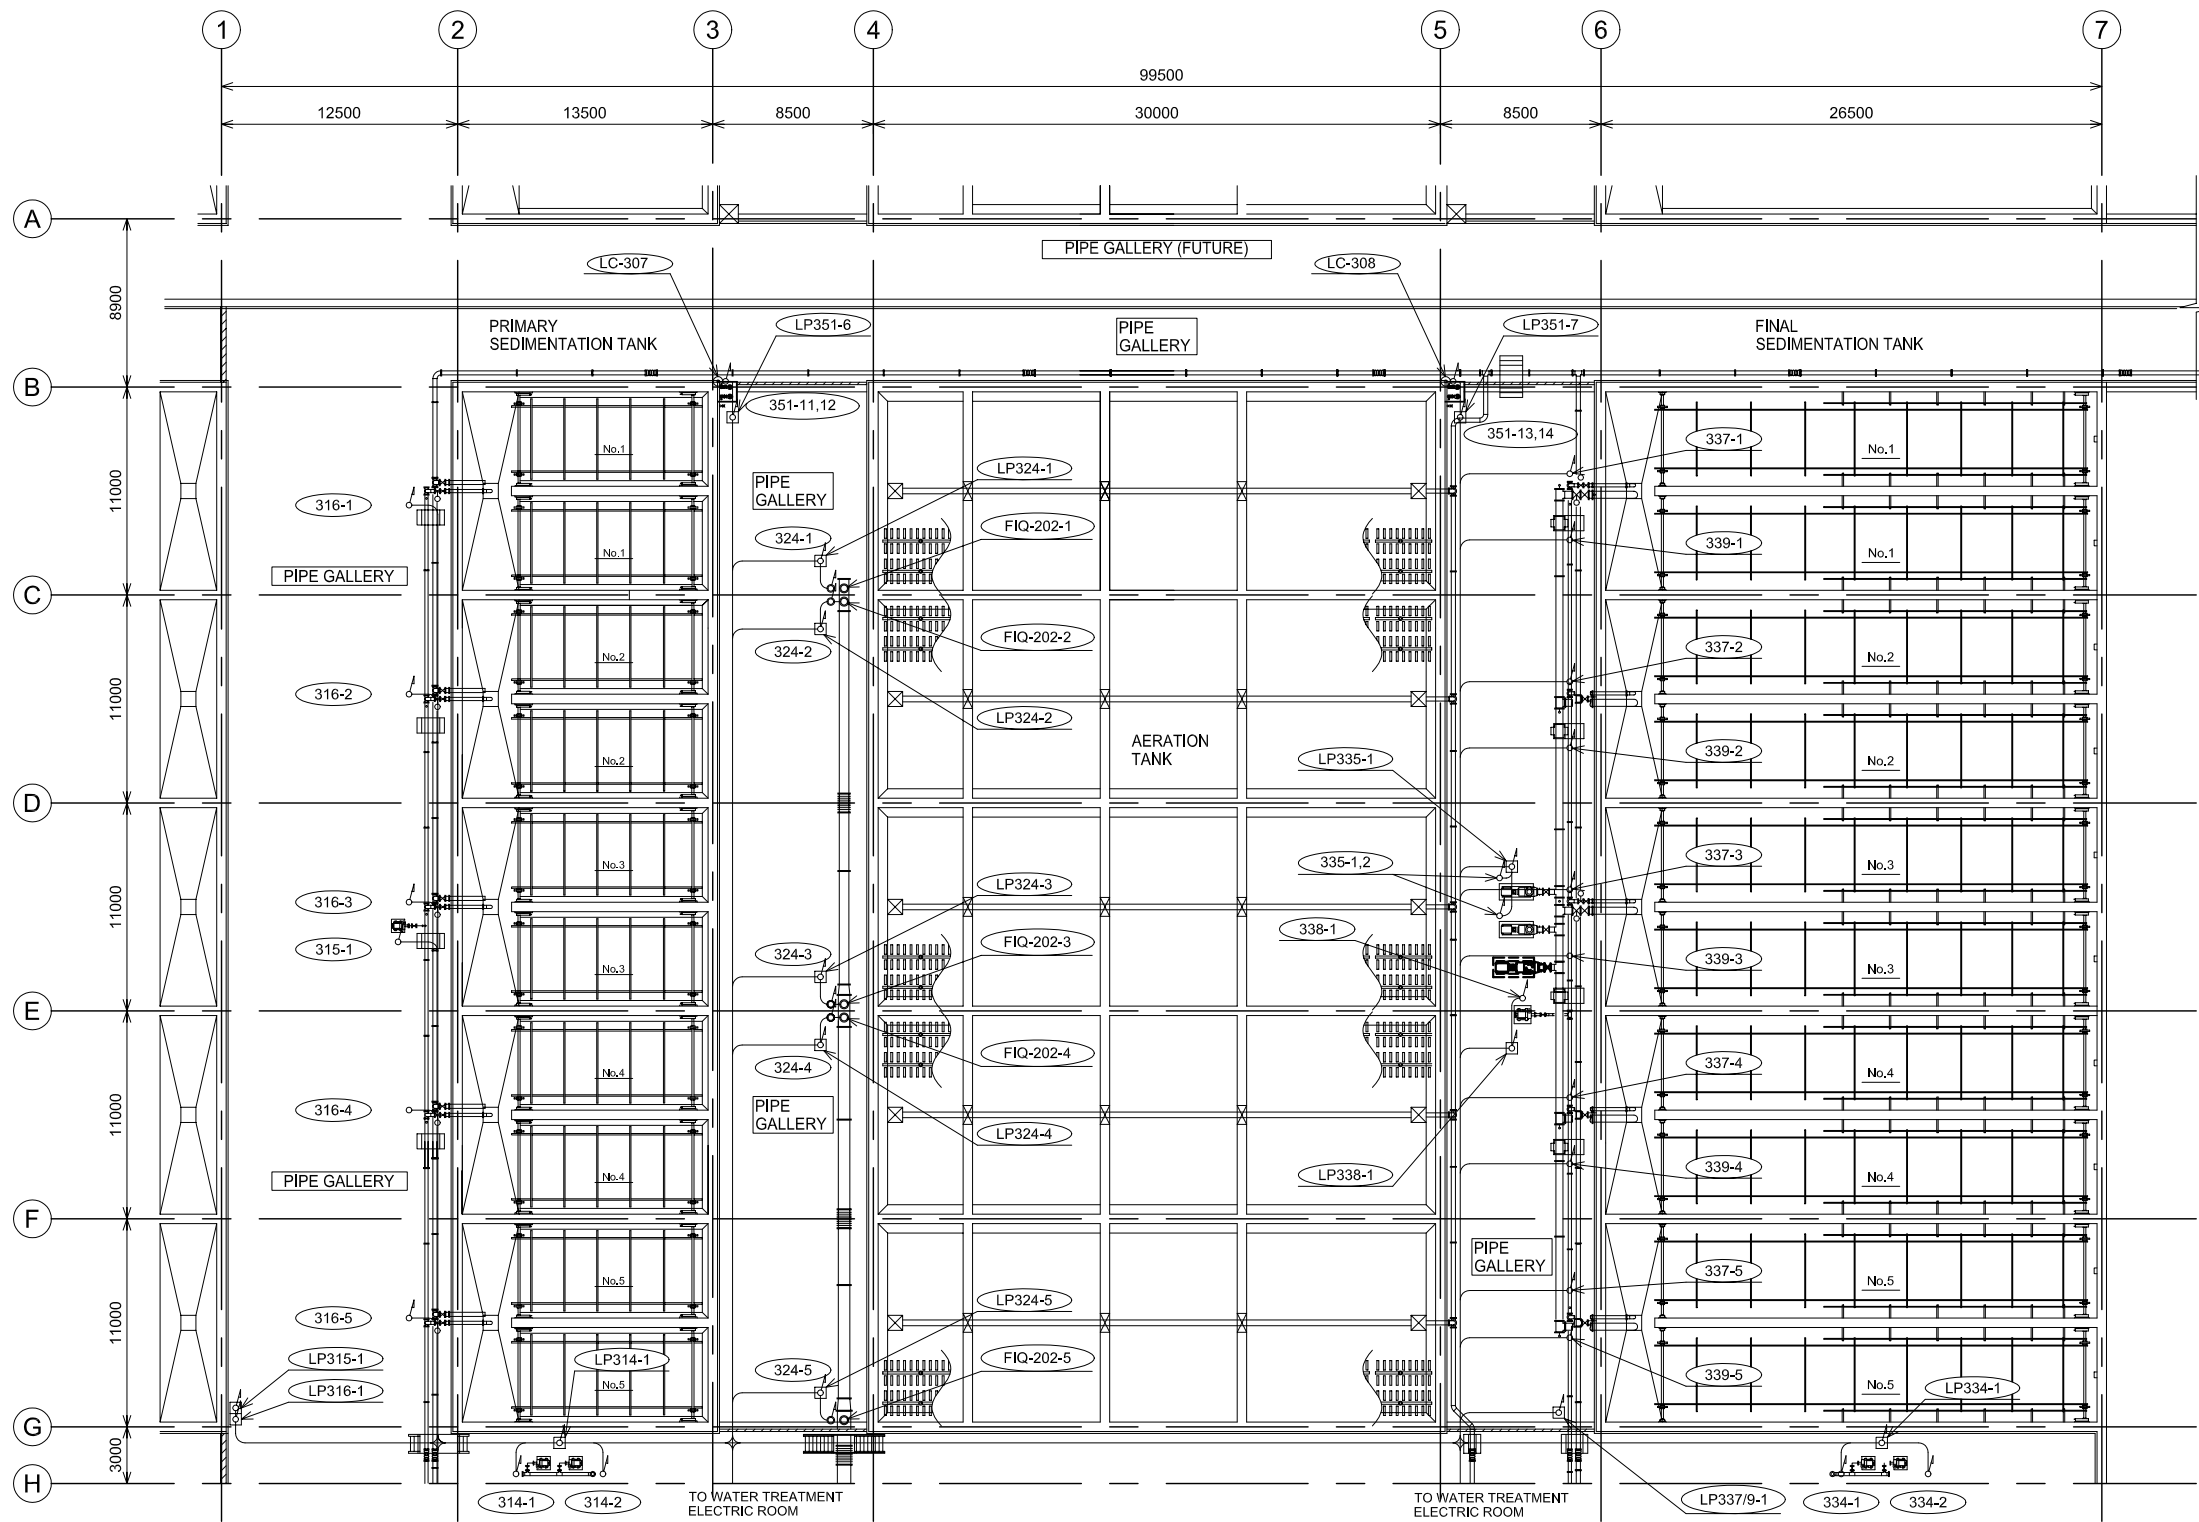 1
2
3
4
5
6
7
99500
12500
13500
8500
30000
8500
26500
A
PIPE GALLERY (FUTURE)
LC-307
LC-308
8900
PRIMARY
SEDIMENTATION TANK
LP351-6
PIPE
GALLERY
LP351-7
FINAL
SEDIMENTATION TANK
B
351-11,12
351-13,14
337-1
No.1
No.1
LP324-1
PIPE
GALLERY
11000
316-1
FIQ-202-1
324-1
339-1
No.1
No.1
PIPE GALLERY
C
FIQ-202-2
324-2
337-2
No.2
No.2
11000
316-2
LP324-2
AERATION
TANK
LP335-1
339-2
No.2
No.2
D
337-3
335-1,2
No.3
No.3
LP324-3
11000
316-3
315-1
338-1
FIQ-202-3
324-3
339-3
No.3
No.3
E
FIQ-202-4
324-4
337-4
No.4
No.4
11000
316-4
PIPE
GALLERY
LP324-4
LP338-1
339-4
No.4
No.4
PIPE GALLERY
F
PIPE
GALLERY
337-5
No.5
No.5
LP324-5
11000
316-5
LP315-1
LP314-1
324-5
FIQ-202-5
339-5
No.5
No.5
LP316-1
LP334-1
G
3000
H
314-1
314-2
TO WATER TREATMENT
ELECTRIC ROOM
TO WATER TREATMENT
ELECTRIC ROOM
LP337/9-1
334-1
334-2